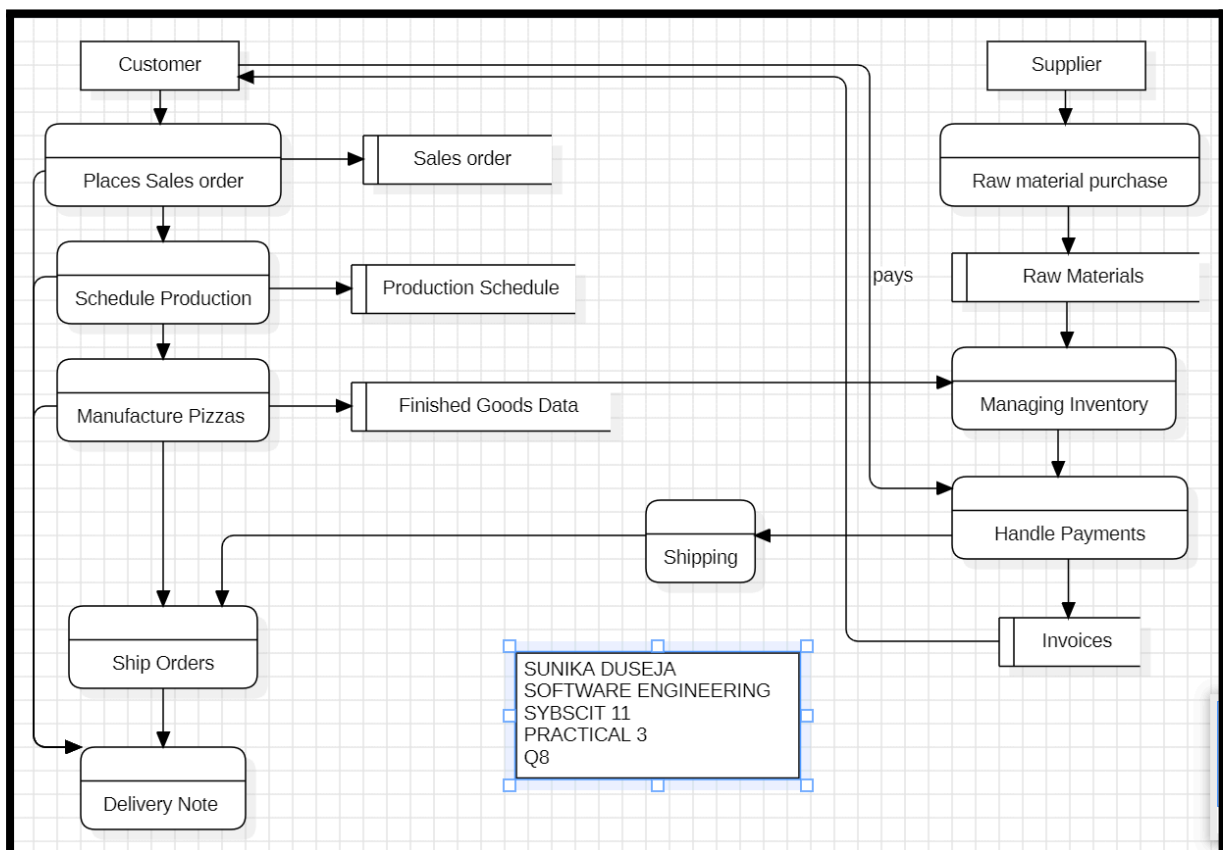 Customer
Supplier
Places Sales order
Sales order
Raw material purchase
pays
Raw Materials
Schedule Production
Production Schedule
Manufacture Pizzas
Finished Goods Data
Managing Inventory
Handle Payments
Shipping
Ship Orders
Invoices
SUNIKA DUSEJA
SOFTWARE ENGINEERING
SYBSCIT 11
PRACTICAL 3
Q8
Delivery Note